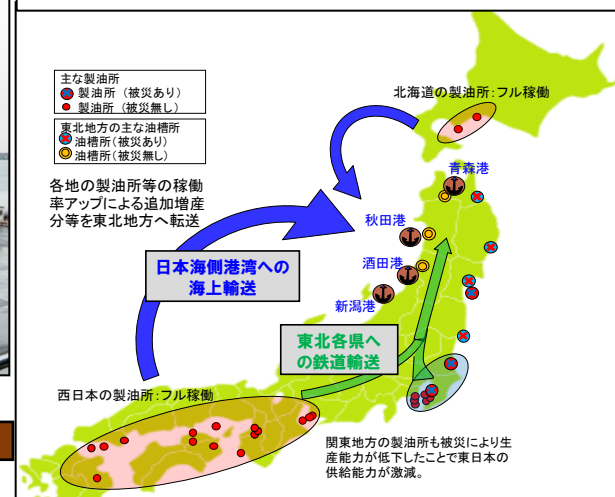 主な製油所
製油所 (被災あり)
製油所 (被災無し)
東北地方の主な油槽所
油槽所(被災あり)
油槽所(被災無し)
北海道の製油所:フル稼働
青森港
各地の製油所等の稼働
率アップによる追加増産
分等を東北地方へ転送
秋田港
日本海側港湾への
海上輸送
酒田港
新潟港
東北各県へ
の鉄道輸送
西日本の製油所:フル稼働
関東地方の製油所も被災により生
産能力が低下したことで東日本の
供給能力が激減。